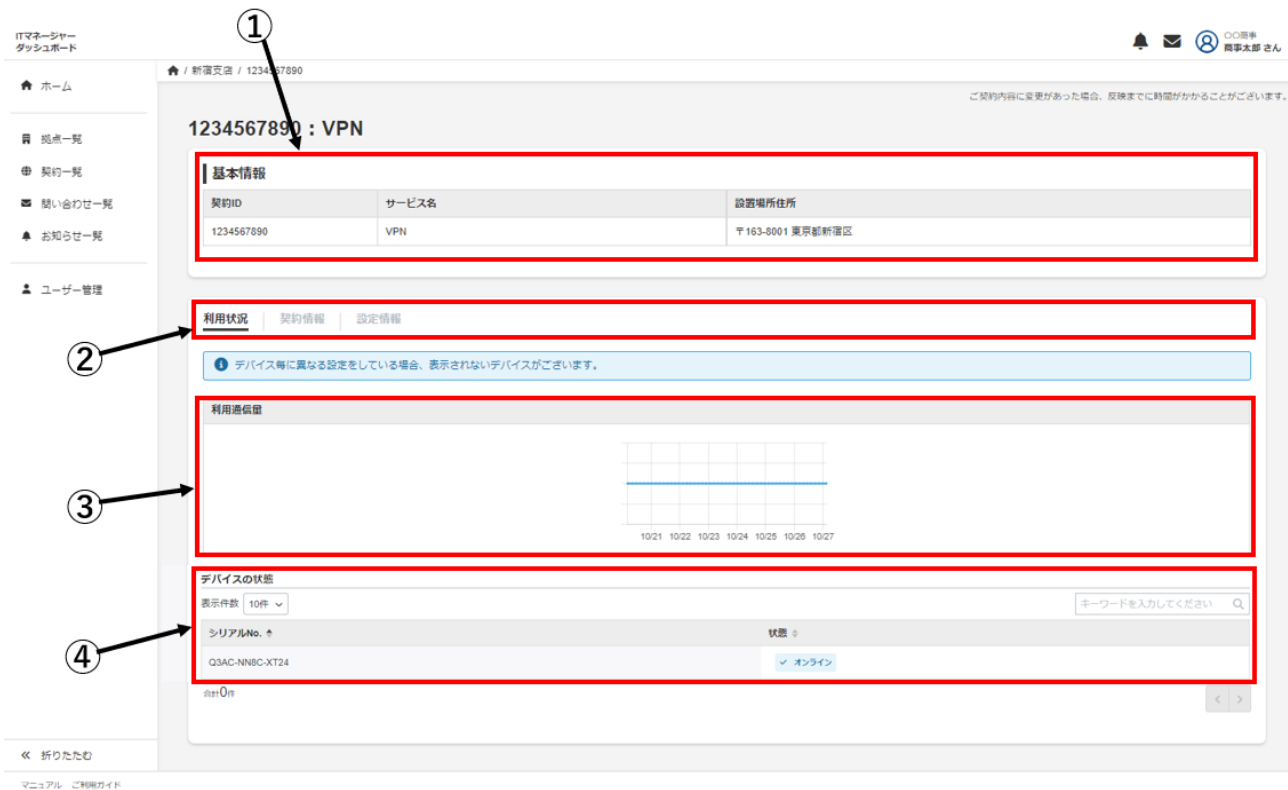 ①
ITマネージャー
ダッシュボード
〇〇商事
商事太郎 さん
/ 新宿支店 / 1234567890
ホーム
ご契約内容に変更があった場合、反映までに時間がかかることがございます。
1234567890：VPN
拠点一覧
契約一覧
問い合わせ一覧
お知らせ一覧
ユーザー管理
基本情報
契約ID サービス名 設置場所住所
1234567890 VPN 〒163-8001 東京都新宿区
②
利用状況 契約情報 設定情報
デバイス毎に異なる設定をしている場合、表示されないデバイスがございます。
③
利用通信量
10/21 10/22 10/23 10/24 10/25 10/26 10/27
④
デバイスの状態
表示件数 10件 キーワードを入力してください
シリアルNo. 状態
Q3AC-NN8C-XT24 オンライン
合計0件
折りたたむ
マニュアル ご利用ガイド